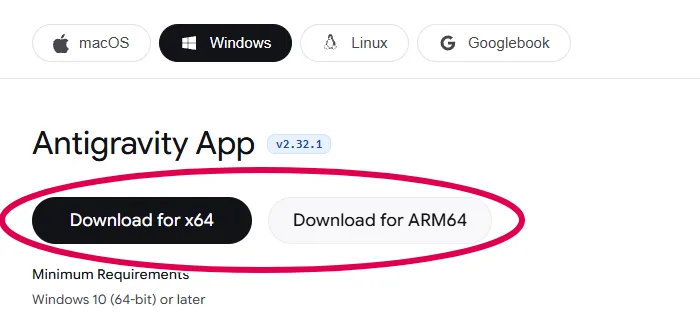 macOS Windows Linux Googlebook
Antigravity App v2.32.1
Download for x64 Download for ARM64
Minimum Requirements
Windows 10 (64-bit) or later